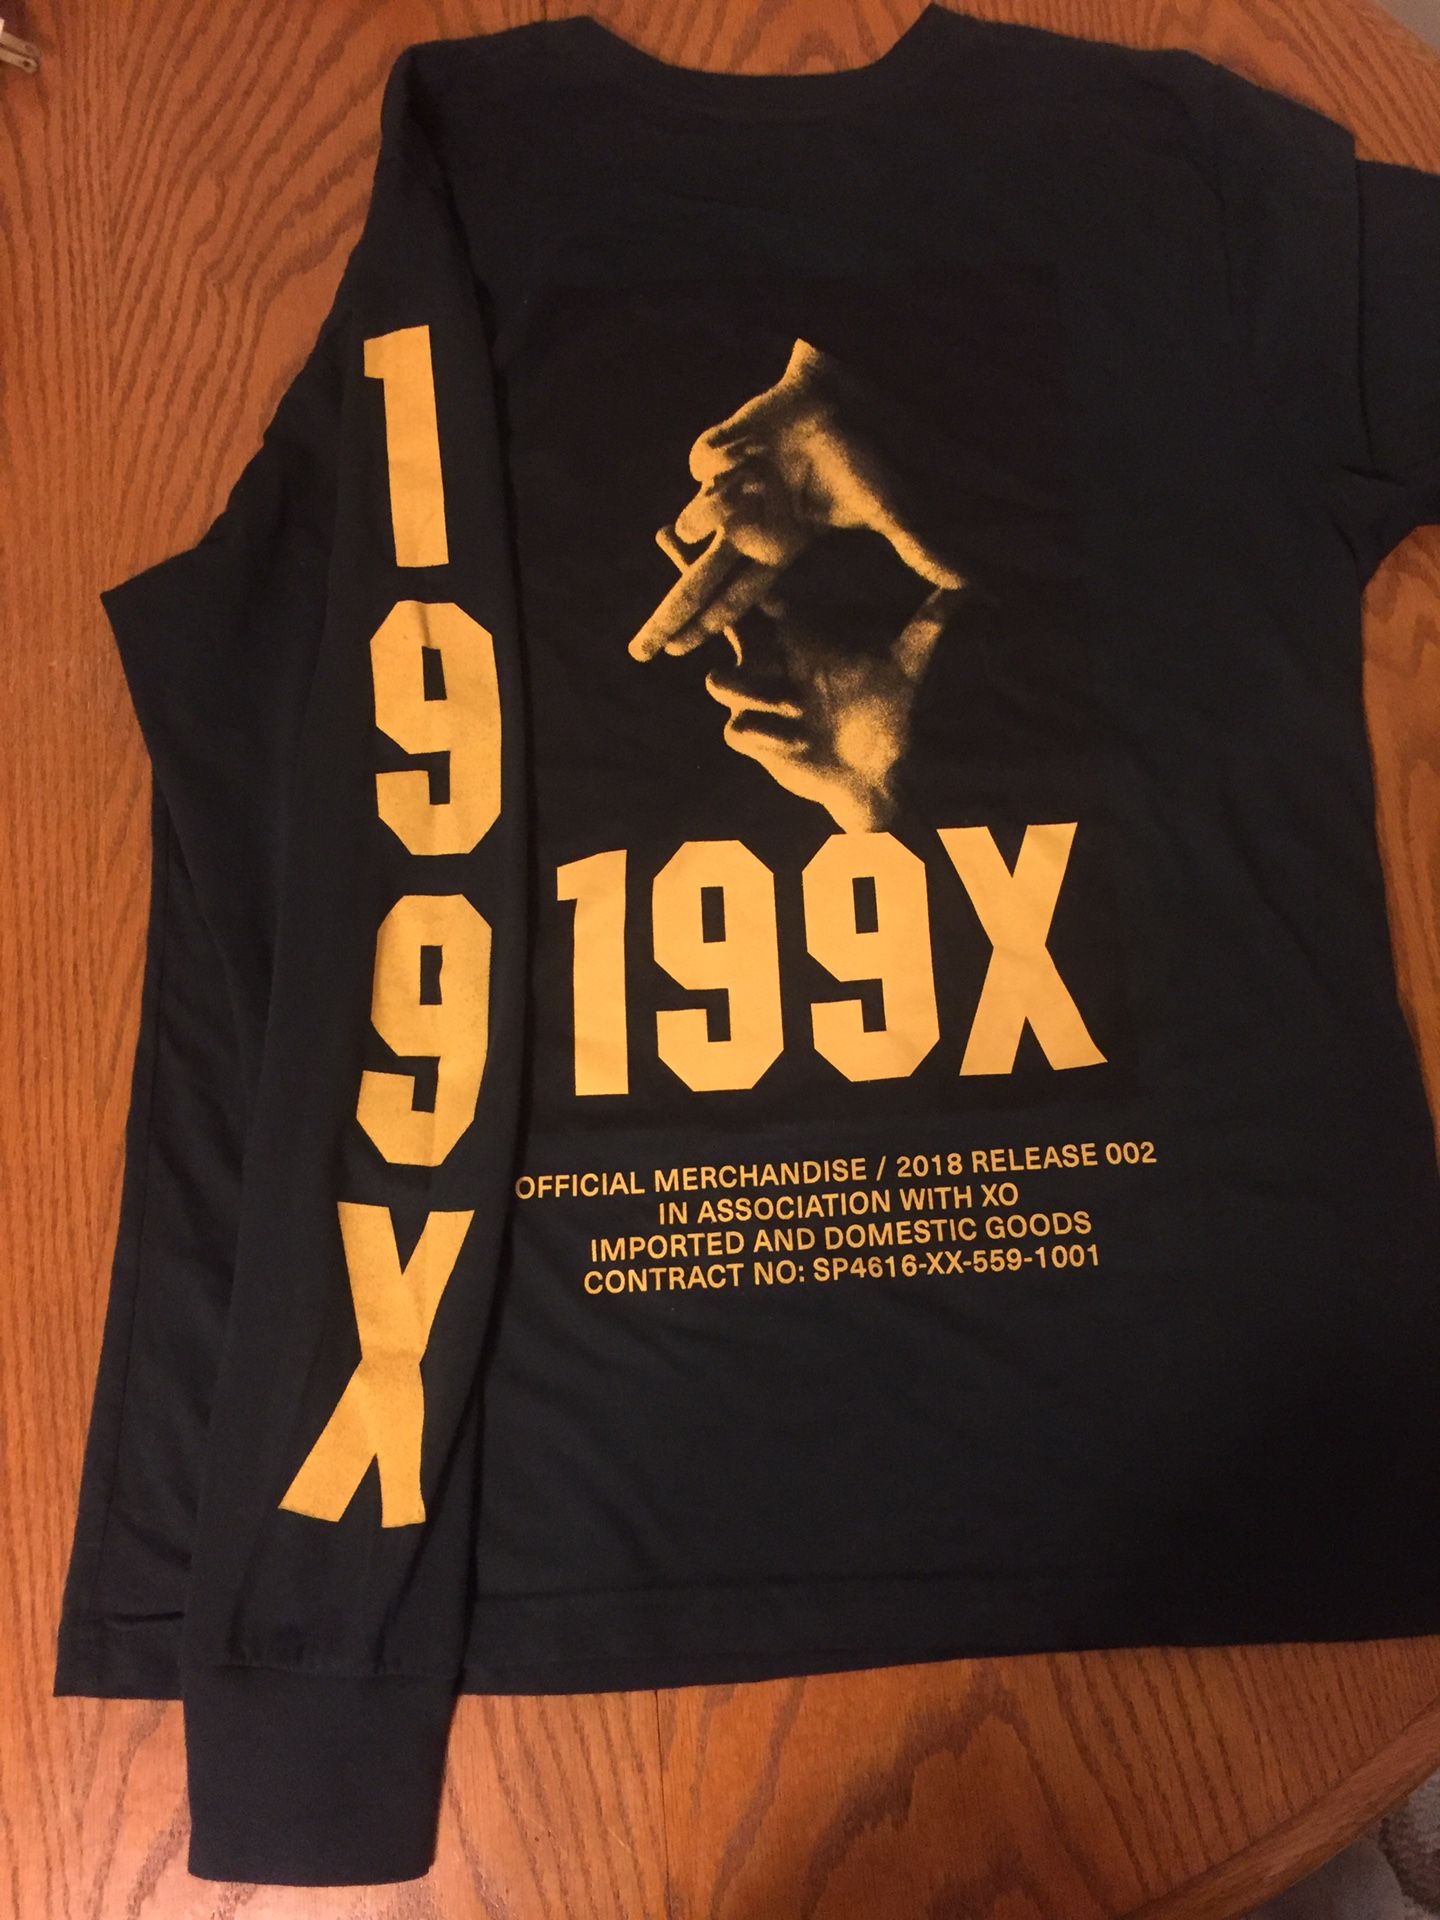 199X
199X
OFFICIAL MERCHANDISE / 2018 RELEASE 002
IN ASSOCIATION WITH XO
IMPORTED AND DOMESTIC GOODS
CONTRACT NO: SP4616-XX-559-1001